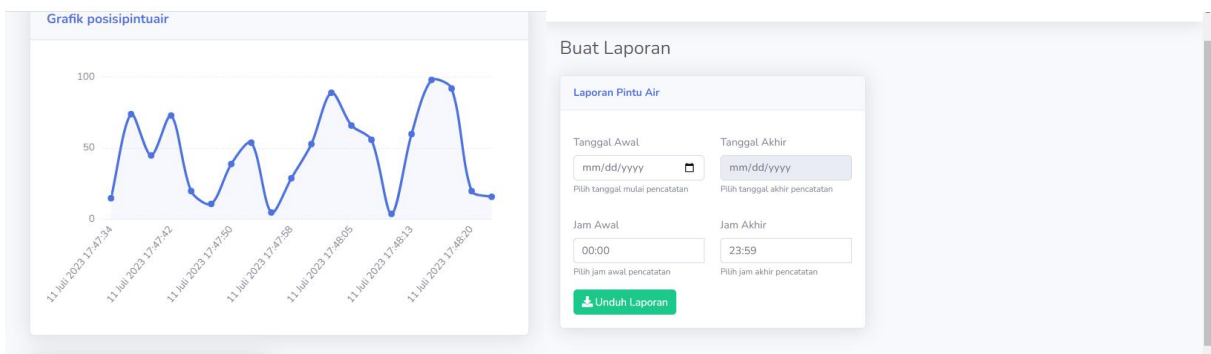 Grafik posisipintuair
100
50
0
11 Juli 2023 17:47:34
11 Juli 2023 17:47:42
11 Juli 2023 17:47:50
11 Juli 2023 17:47:58
11 Juli 2023 17:48:05
11 Juli 2023 17:48:13
11 Juli 2023 17:48:20
Buat Laporan
Laporan Pintu Air
Tanggal Awal Tanggal Akhir
mm/dd/yyyy mm/dd/yyyy
Pilih tanggal mulai pencatatan Pilih tanggal akhir pencatatan
Jam Awal Jam Akhir
00:00 23:59
Pilih jam awal pencatatan Pilih jam akhir pencatatan
Unduh Laporan